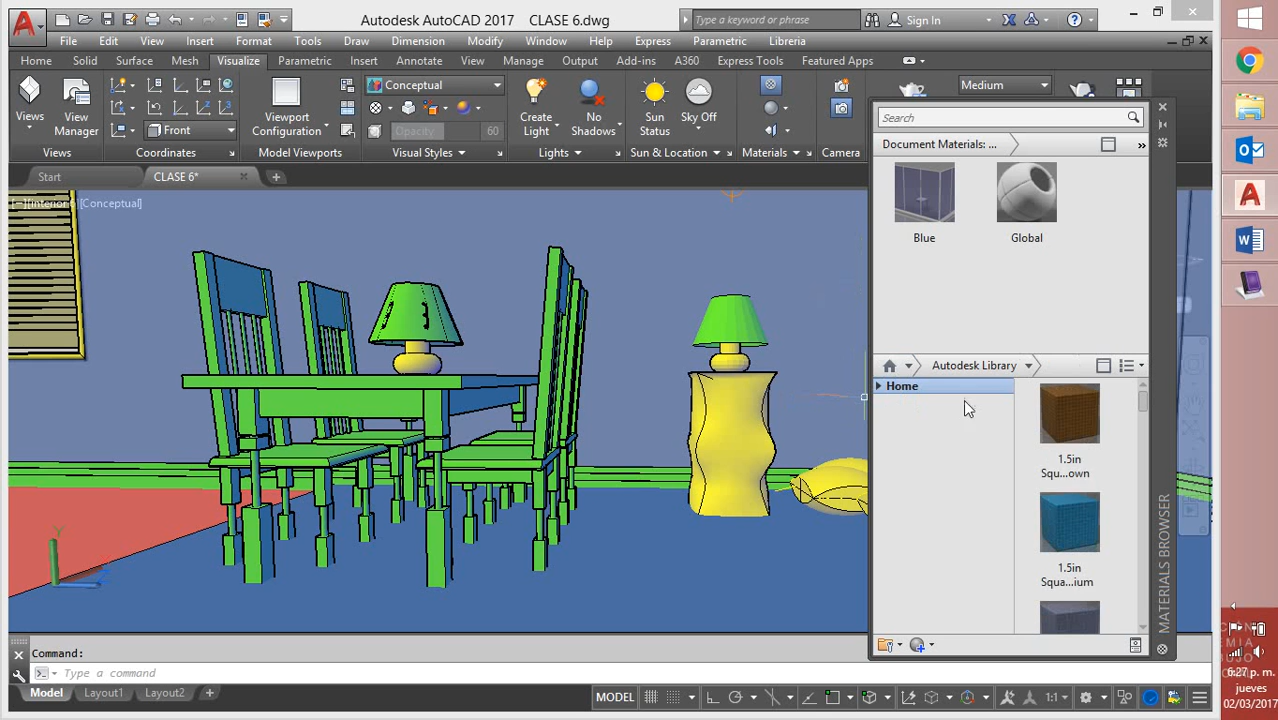 Autodesk AutoCAD 2017 CLASE 6.dwg
Type a keyword or phrase
Sign In
File Edit View Insert Format Tools Draw Dimension Modify Window Help Express Parametric Libreria
Home Solid Surface Mesh Visualize Parametric Insert Annotate View Manage Output Add-ins A360 Express Tools Featured Apps
Views
View Manager
Front
Viewport Configuration
Conceptual
Opacity 60
Create Light
No Shadows
Sun Status
Sky Off
Medium
Views Coordinates Model Viewports Visual Styles Lights Sun & Location Materials Camera
Start CLASE 6*
[Conceptual]
Search
Document Materials: ...
Blue Global
Autodesk Library
Home
1.5in
Squ...own
1.5in
Squa...ium
MATERIALS BROWSER
Y
Command:
Type a command
Model Layout1 Layout2
MODEL 1:1
6:27 p. m.
jueves
02/03/2017